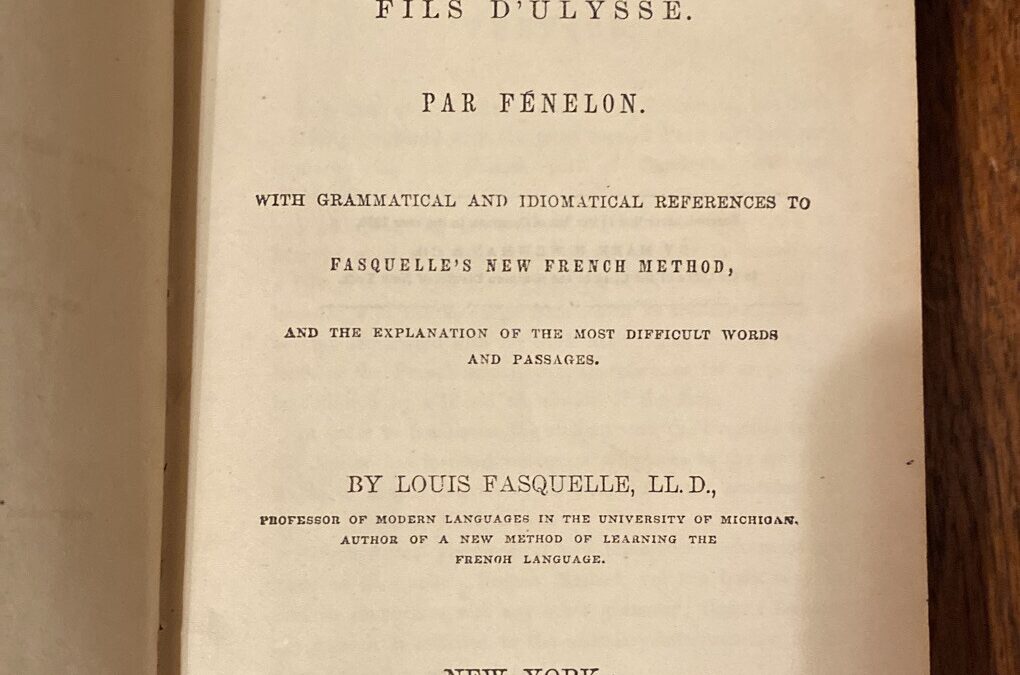 FILS D'ULYSSE.
PAR FÉNELON.
WITH GRAMMATICAL AND IDIOMATICAL REFERENCES TO
FASQUELLE'S NEW FRENCH METHOD,
AND THE EXPLANATION OF THE MOST DIFFICULT WORDS
AND PASSAGES.
BY LOUIS FASQUELLE, LL. D.,
PROFESSOR OF MODERN LANGUAGES IN THE UNIVERSITY OF MICHIGAN.
AUTHOR OF A NEW METHOD OF LEARNING THE
FRENCH LANGUAGE.
NEW YORK